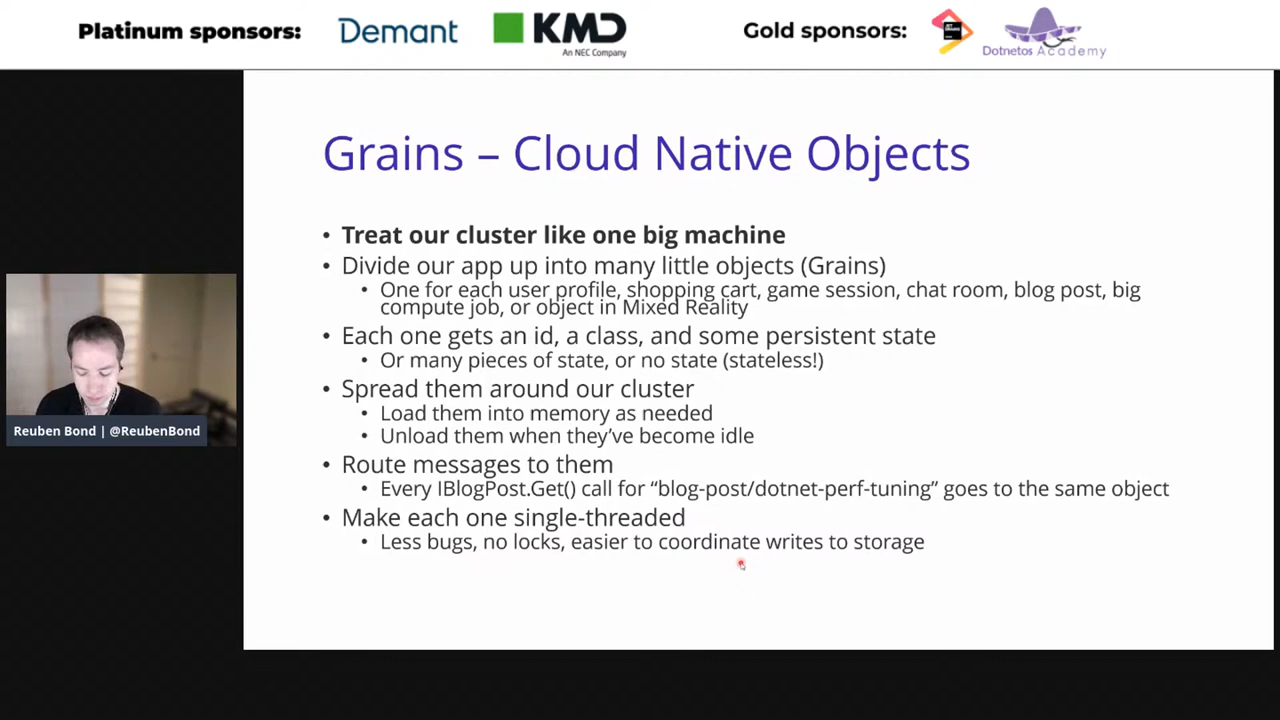 Platinum sponsors:
Demant
KMD
An NEC Company
Gold sponsors:
JET
BRAINS
Dotnetos Academy
Grains – Cloud Native Objects
• Treat our cluster like one big machine
• Divide our app up into many little objects (Grains)
• One for each user profile, shopping cart, game session, chat room, blog post, big
compute job, or object in Mixed Reality
• Each one gets an id, a class, and some persistent state
• Or many pieces of state, or no state (stateless!)
• Spread them around our cluster
• Load them into memory as needed
• Unload them when they’ve become idle
• Route messages to them
• Every IBlogPost.Get() call for “blog-post/dotnet-perf-tuning” goes to the same object
• Make each one single-threaded
• Less bugs, no locks, easier to coordinate writes to storage
Reuben Bond | @ReubenBond